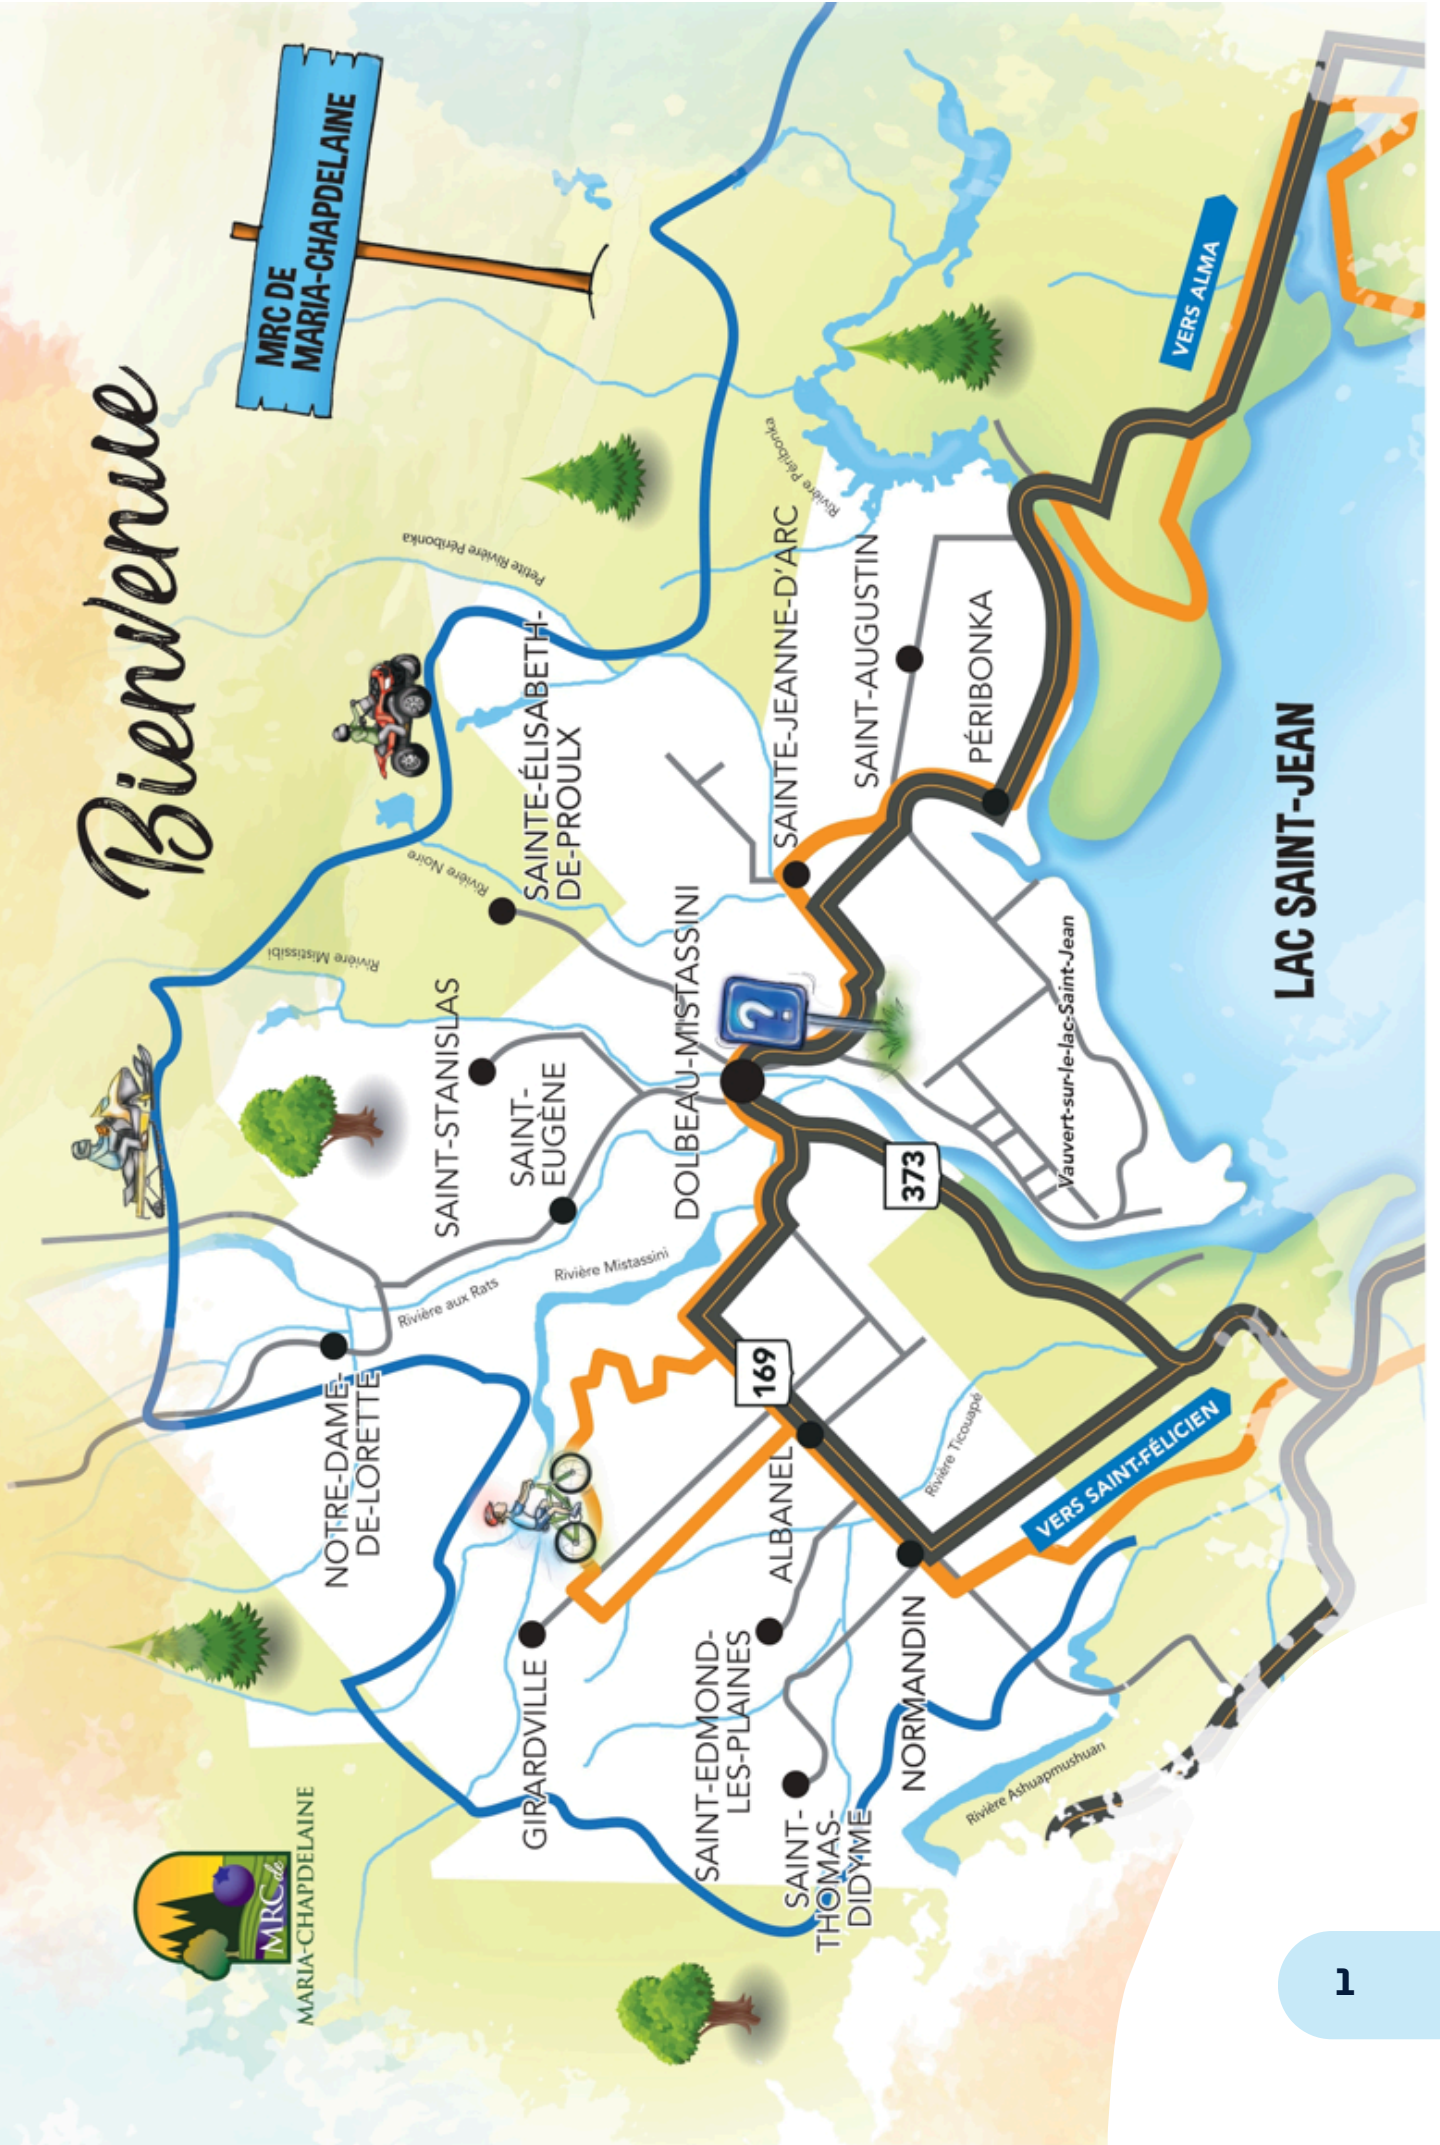 Bienvenue
MRC DE
MARIA-CHAPDELAINE
MRC de
MARIA-CHAPDELAINE
Rivière Mistissibi
Rivière Noire
Petite Rivière Péribonka
Rivière Péribonka
NOTRE-DAME-
DE-LORETTE
Rivière aux Rats
SAINT-STANISLAS
SAINT-
EUGÈNE
SAINTE-ÉLISABETH-
DE-PROULX
Rivière Mistassini
GIRARDVILLE
DOLBEAU-MISTASSINI
?
SAINTE-JEANNE-D'ARC
SAINT-EDMOND-
LES-PLAINES
ALBANEL
169
SAINT-AUGUSTIN
SAINT-
THOMAS-
DIDYME
NORMANDIN
373
PÉRIBONKA
Rivière Ticouapé
Rivière Ashuapmushuan
Vauvert-sur-le-lac-Saint-Jean
VERS SAINT-FÉLICIEN
VERS ALMA
LAC SAINT-JEAN
1